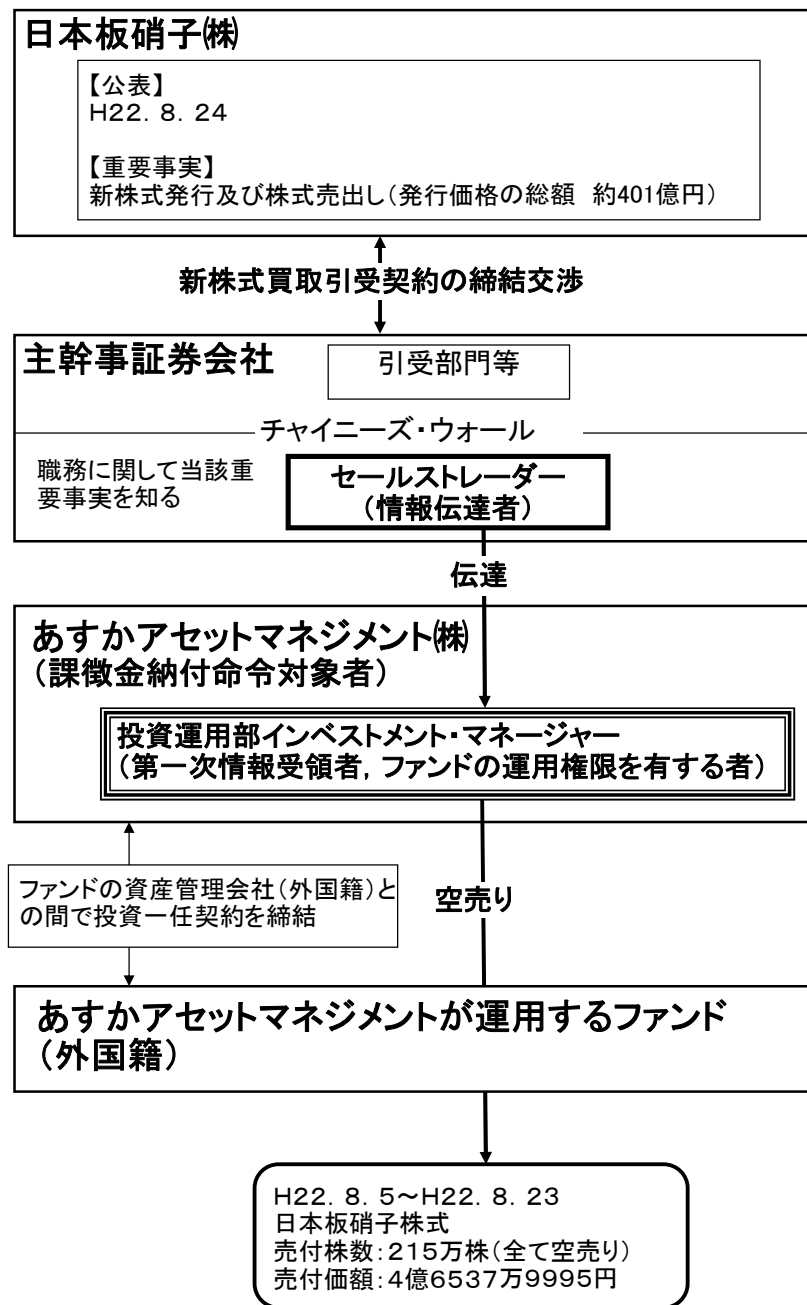 日本板硝子㈱
【公表】
H22．8．24
【重要事実】
新株式発行及び株式売出し（発行価格の総額　約401億円）
新株式買取引受契約の締結交渉
主幹事証券会社
引受部門等
チャイニーズ・ウォール
職務に関して当該重
要事実を知る
セールストレーダー
（情報伝達者）
伝達
あすかアセットマネジメント㈱
（課徴金納付命令対象者）
投資運用部インベストメント・マネージャー
（第一次情報受領者，ファンドの運用権限を有する者）
ファンドの資産管理会社（外国籍）と
の間で投資一任契約を締結
空売り
あすかアセットマネジメントが運用するファンド
（外国籍）
H22．8．5～H22．8．23
日本板硝子株式
売付株数：215万株（全て空売り）
売付価額：4億6537万9995円